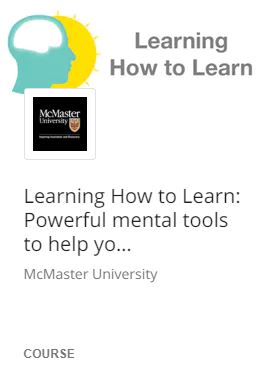 Learning
How to Learn
McMaster
University
Learning How to Learn:
Powerful mental tools
to help yo...
McMaster University
COURSE